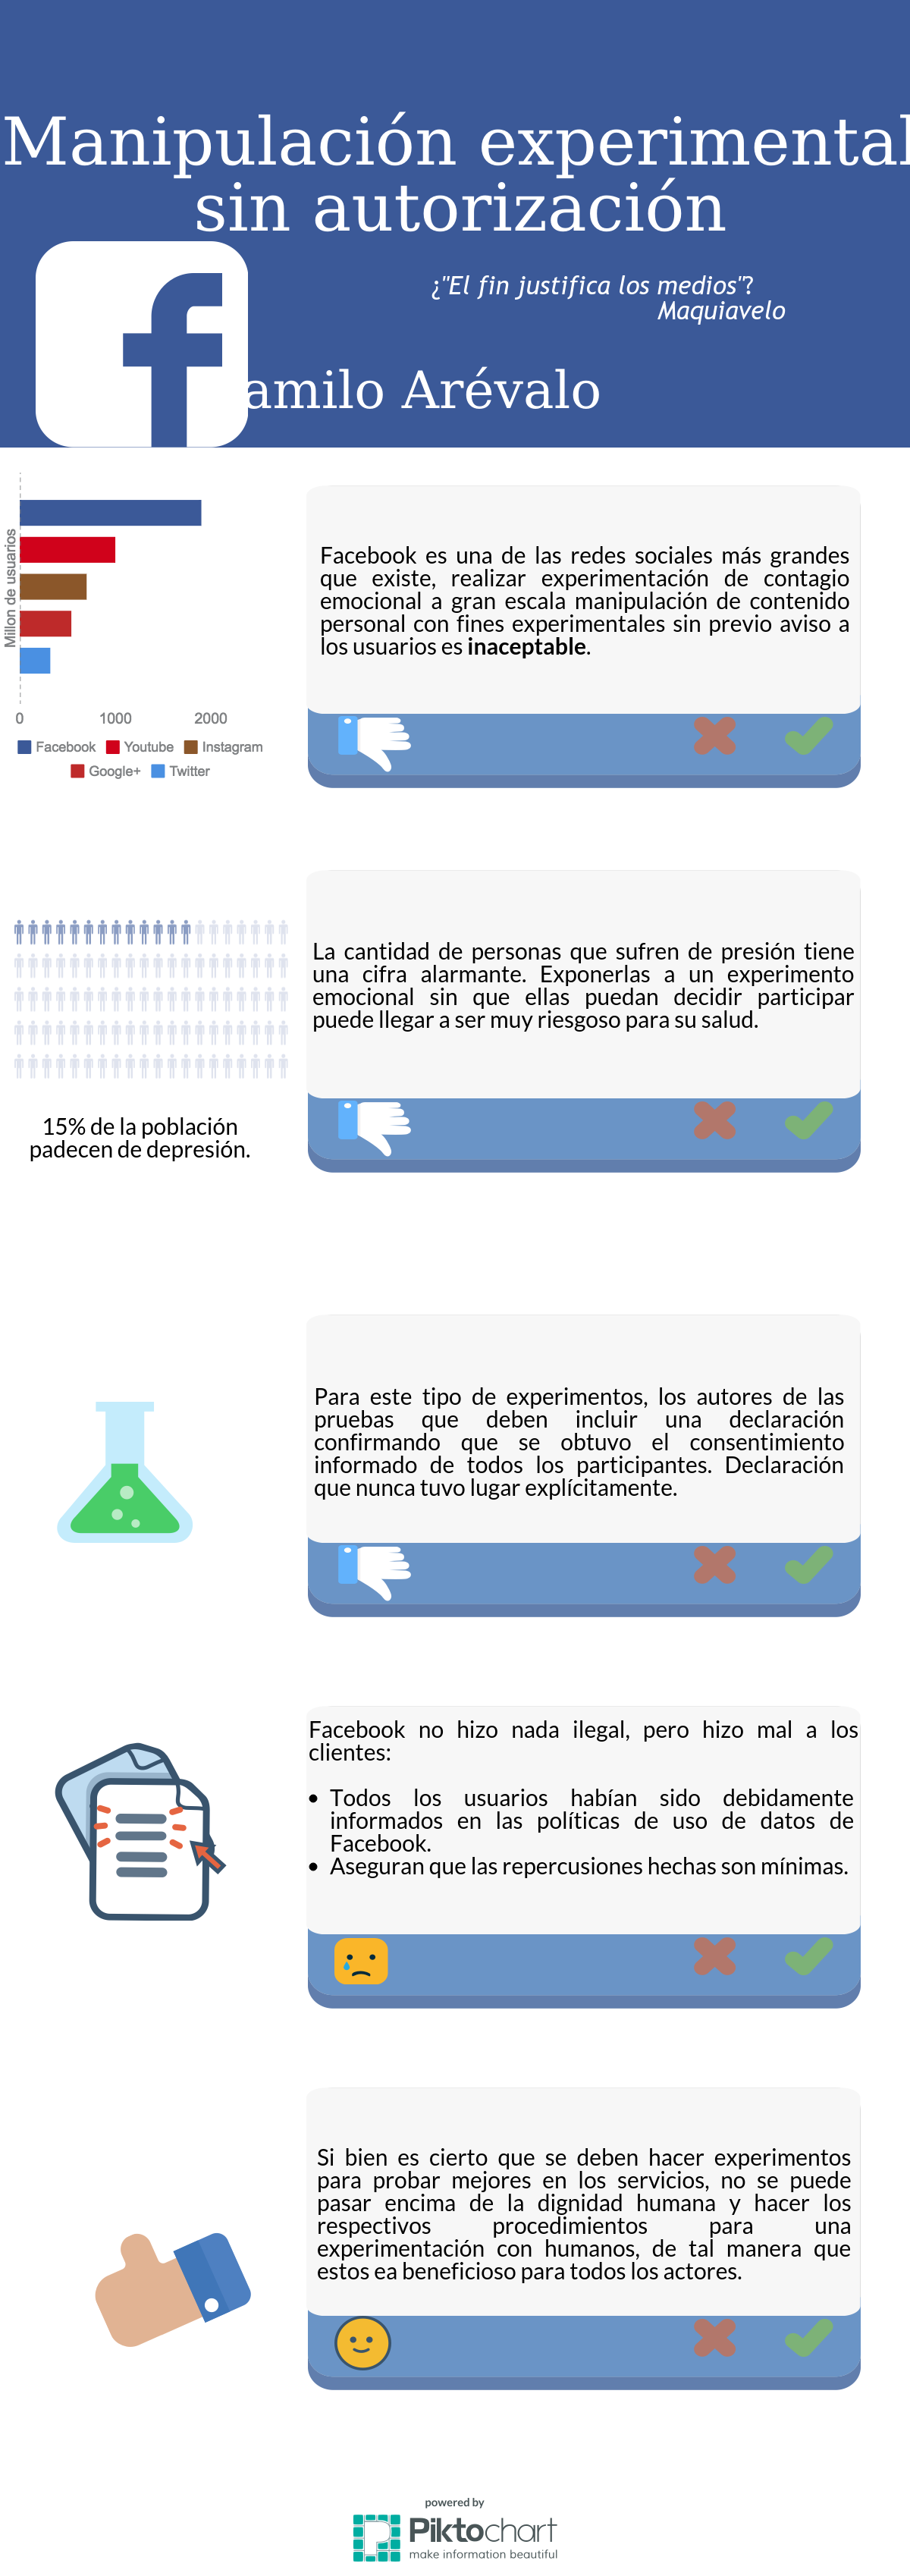 Manipulación experimental
sin autorización
¿"El fin justifica los medios"?
Maquiavelo
amilo Arévalo
Millon de usuarios
0 1000 2000
Facebook Youtube Instagram
Google+ Twitter
Facebook es una de las redes sociales más grandes
que existe, realizar experimentación de contagio
emocional a gran escala manipulación de contenido
personal con fines experimentales sin previo aviso a
los usuarios es inaceptable.
15% de la población
padecen de depresión.
La cantidad de personas que sufren de presión tiene
una cifra alarmante. Exponerlas a un experimento
emocional sin que ellas puedan decidir participar
puede llegar a ser muy riesgoso para su salud.
Para este tipo de experimentos, los autores de las
pruebas que deben incluir una declaración
confirmando que se obtuvo el consentimiento
informado de todos los participantes. Declaración
que nunca tuvo lugar explícitamente.
Facebook no hizo nada ilegal, pero hizo mal a los
clientes:
• Todos los usuarios habían sido debidamente
informados en las políticas de uso de datos de
Facebook.
• Aseguran que las repercusiones hechas son mínimas.
Si bien es cierto que se deben hacer experimentos
para probar mejores en los servicios, no se puede
pasar encima de la dignidad humana y hacer los
respectivos procedimientos para una
experimentación con humanos, de tal manera que
estos ea beneficioso para todos los actores.
powered by
Piktochart
make information beautiful